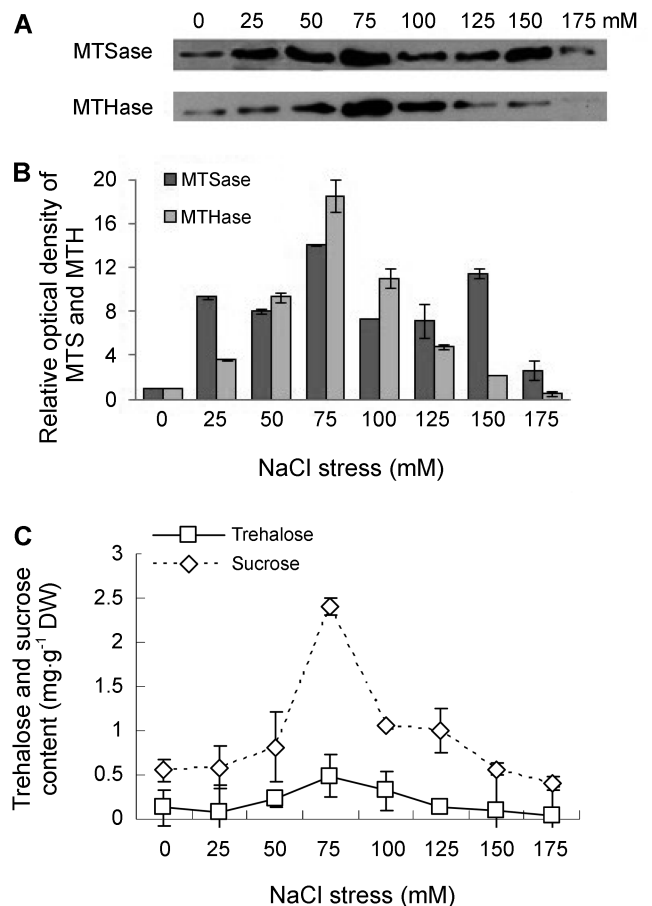 A
0 25 50 75 100 125 150 175 mM
MTSase
MTHase
B
Relative optical density of
MTS and MTH
20
16
12
8
4
0
MTSase
MTHase
0 25 50 75 100 125 150 175
NaCl stress (mM)
C
Trehalose and sucrose
content (mg·g-1 DW)
Trehalose
Sucrose
3
2.5
2
1.5
1
0.5
0
0 25 50 75 100 125 150 175
NaCl stress (mM)